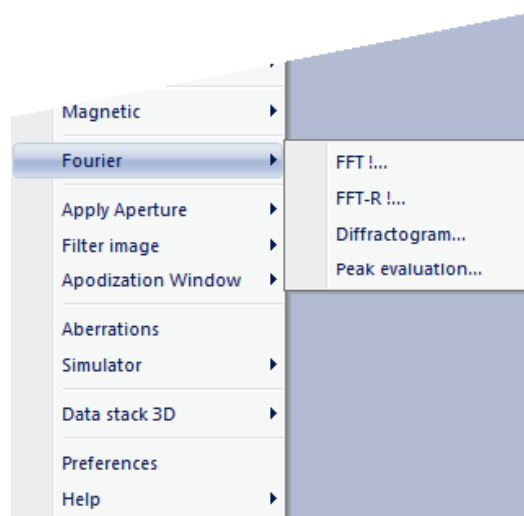 Magnetic
Fourier
FFT !...
FFT-R !...
Diffractogram...
Peak evaluation...
Apply Aperture
Filter image
Apodization Window
Aberrations
Simulator
Data stack 3D
Preferences
Help